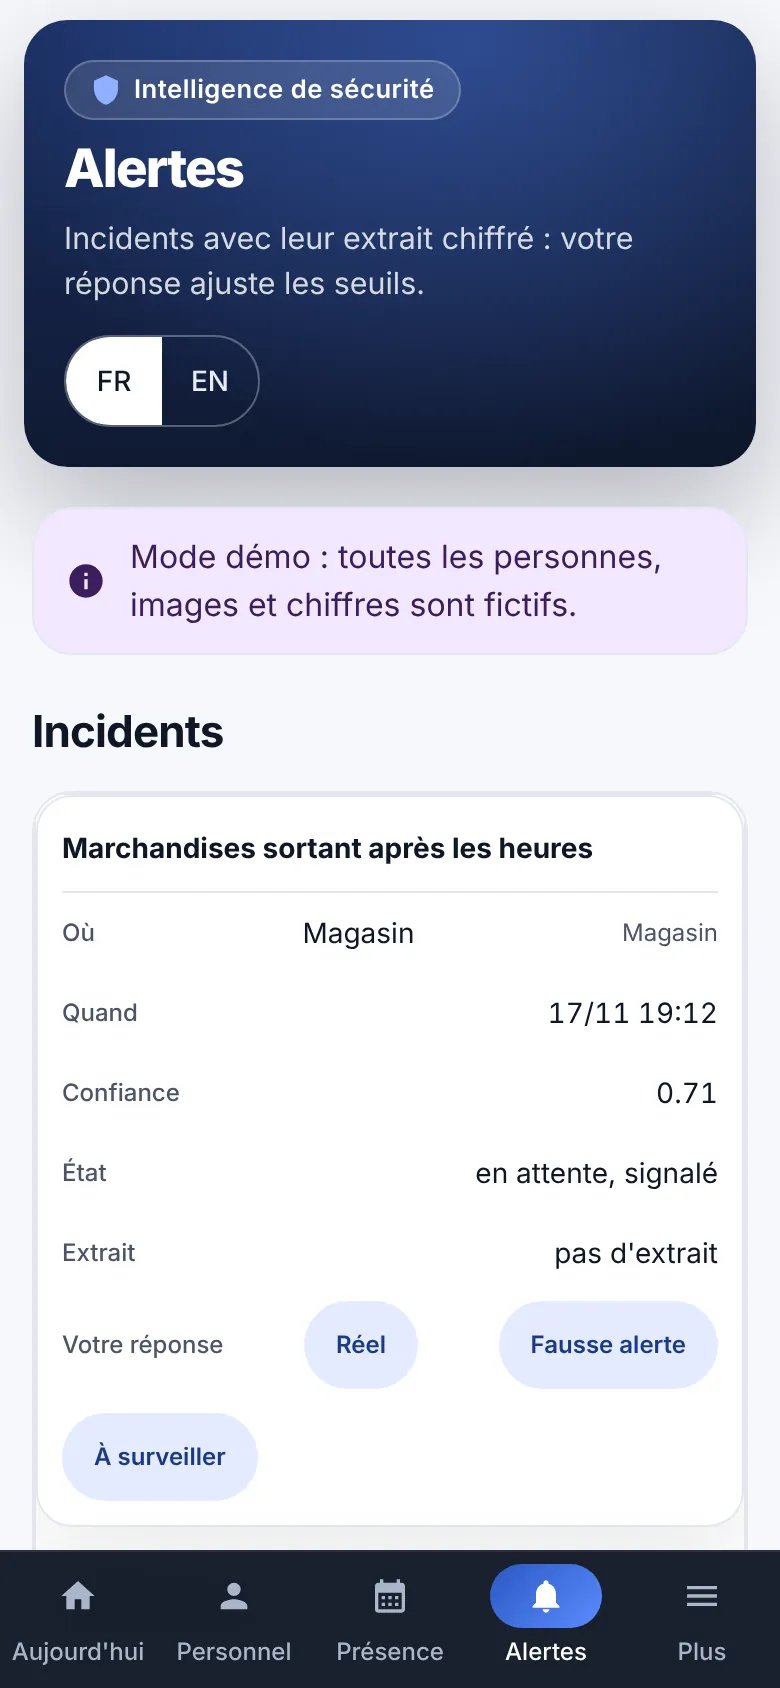 Intelligence de sécurité
Alertes
Incidents avec leur extrait chiffré : votre
réponse ajuste les seuils.
FR EN
Mode démo : toutes les personnes,
images et chiffres sont fictifs.
Incidents
Marchandises sortant après les heures
Où Magasin Magasin
Quand 17/11 19:12
Confiance 0.71
État en attente, signalé
Extrait pas d'extrait
Votre réponse Réel Fausse alerte
À surveiller
Aujourd'hui Personnel Présence Alertes Plus